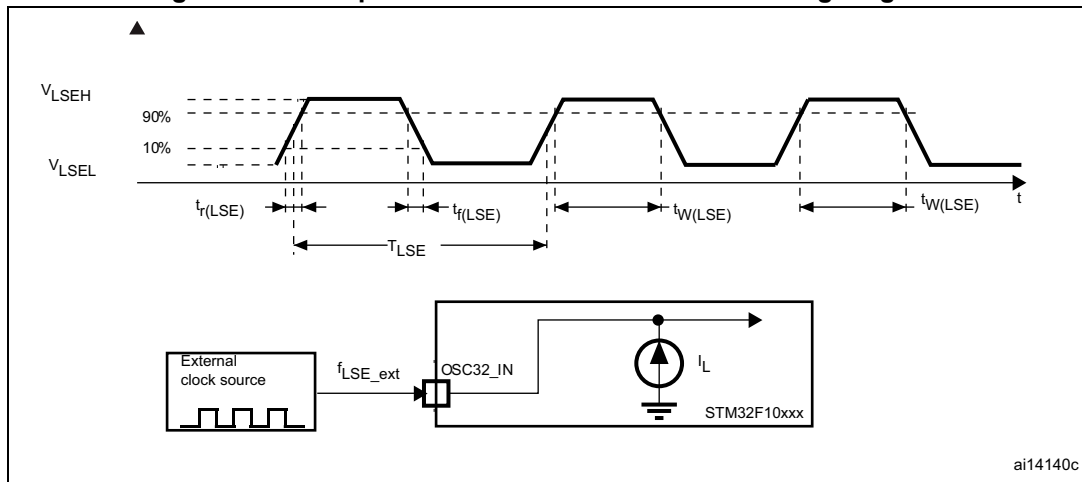 V_LSEH
90%
10%
V_LSEL
t_r(LSE)
t_f(LSE)
t_W(LSE)
t_W(LSE)
t
T_LSE
External
clock source
f_LSE_ext
OSC32_IN
I_L
STM32F10xxx
ai14140c